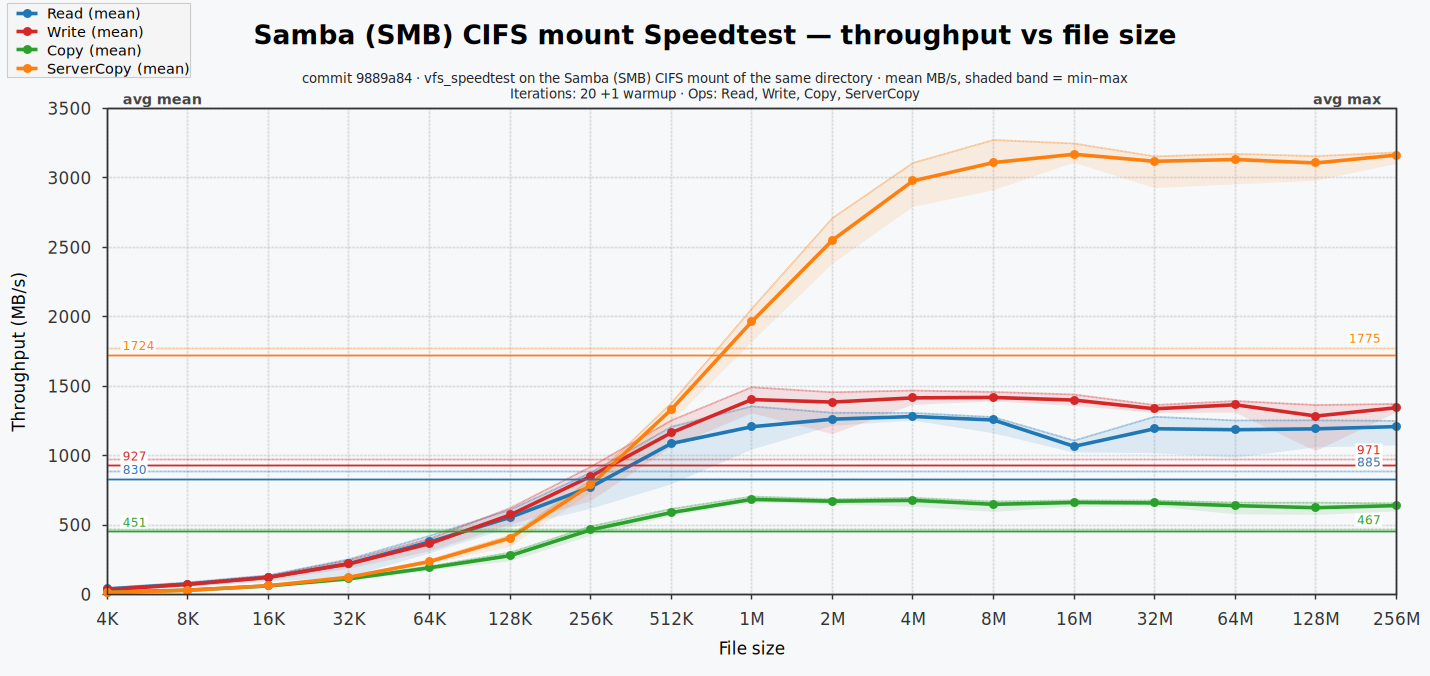 Read (mean)
Write (mean)
Copy (mean)
ServerCopy (mean)
Samba (SMB) CIFS mount Speedtest — throughput vs file size
commit 9889a84 · vfs_speedtest on the Samba (SMB) CIFS mount of the same directory · mean MB/s, shaded band = min–max
Iterations: 20 +1 warmup · Ops: Read, Write, Copy, ServerCopy
avg mean
avg max
3500
3000
2500
2000
1500
1000
500
0
Throughput (MB/s)
1724
1775
927
971
830
885
451
467
4K 8K 16K 32K 64K 128K 256K 512K 1M 2M 4M 8M 16M 32M 64M 128M 256M
File size